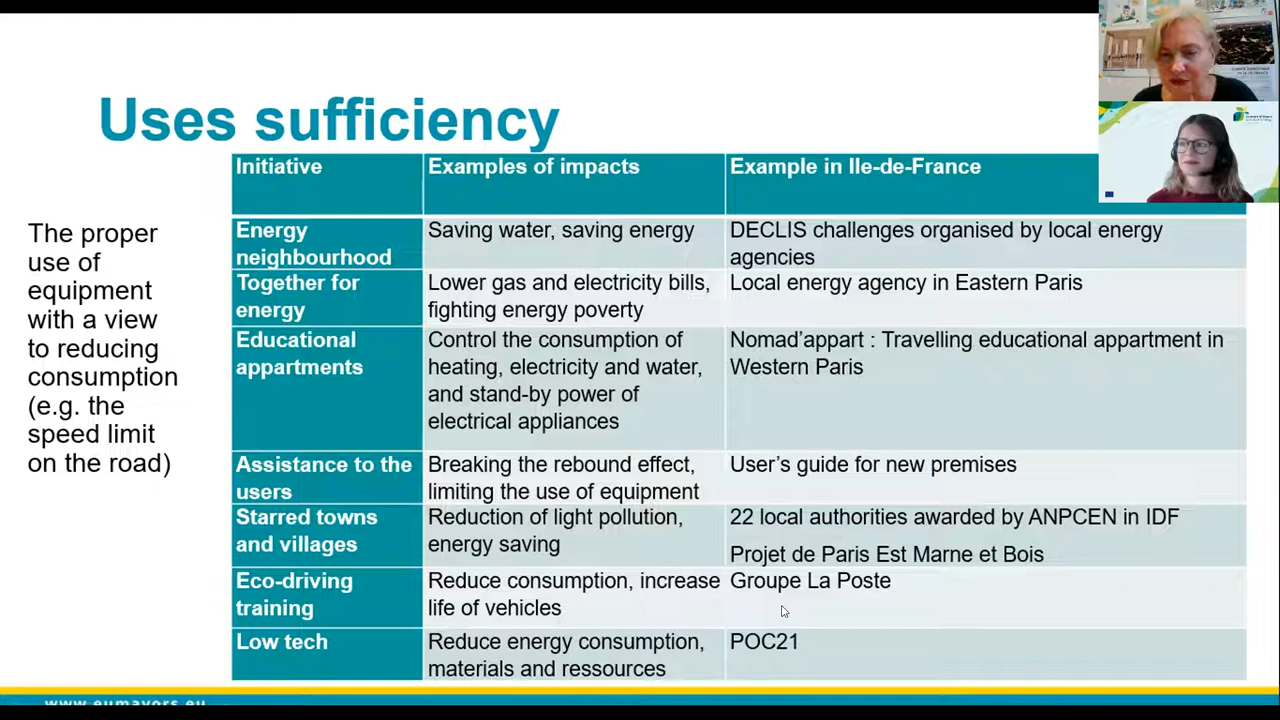 Uses sufficiency
The proper
use of
equipment
with a view
to reducing
consumption
(e.g. the
speed limit
on the road)
Initiative
Examples of impacts
Example in Ile-de-France
Energy
neighbourhood
Saving water, saving energy
DECLIS challenges organised by local energy
agencies
Together for
energy
Lower gas and electricity bills,
fighting energy poverty
Local energy agency in Eastern Paris
Educational
appartments
Control the consumption of
heating, electricity and water,
and stand-by power of
electrical appliances
Nomad’appart : Travelling educational appartment in
Western Paris
Assistance to the
users
Breaking the rebound effect,
limiting the use of equipment
User’s guide for new premises
Starred towns
and villages
Reduction of light pollution,
energy saving
22 local authorities awarded by ANPCEN in IDF
Projet de Paris Est Marne et Bois
Eco-driving
training
Reduce consumption, increase
life of vehicles
Groupe La Poste
Low tech
Reduce energy consumption,
materials and ressources
POC21
www.eumayors.eu